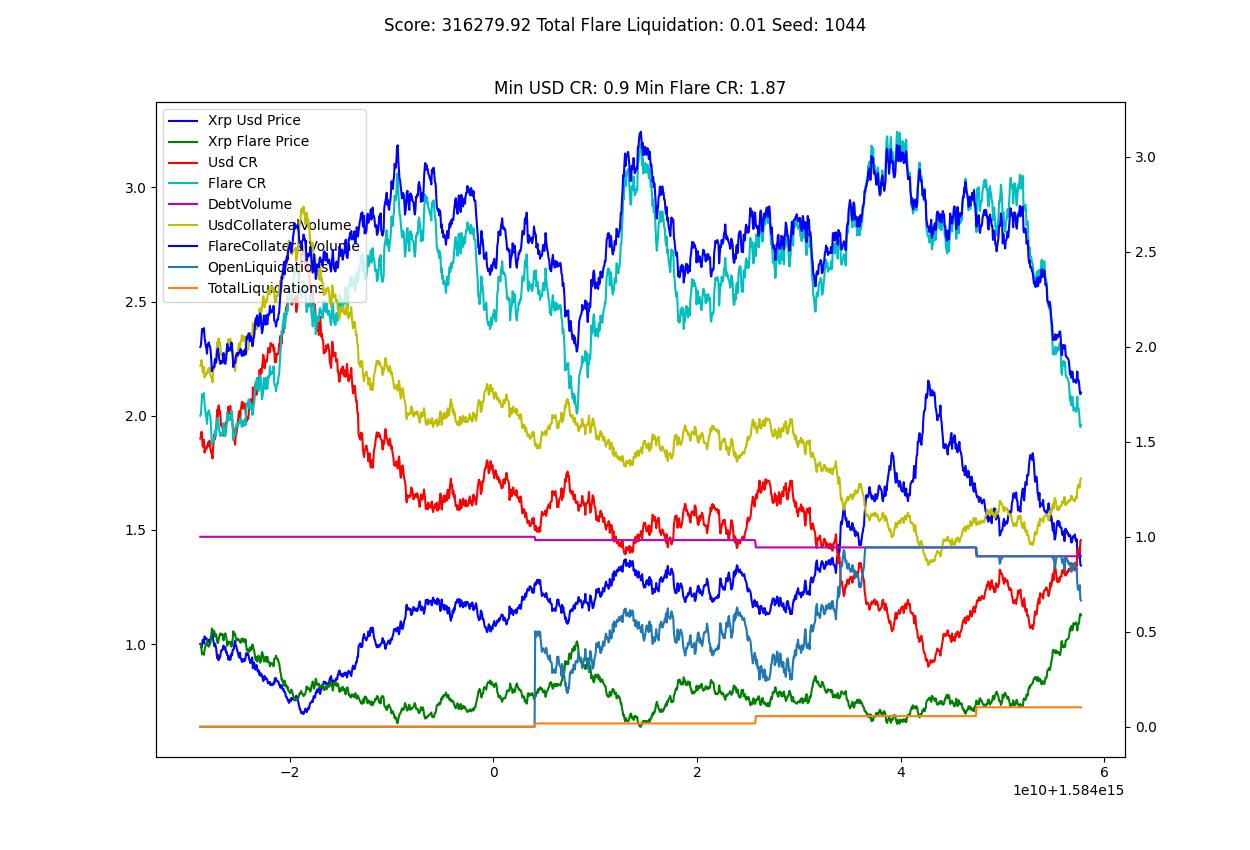 Score: 316279.92 Total Flare Liquidation: 0.01 Seed: 1044
Min USD CR: 0.9 Min Flare CR: 1.87
Xrp Usd Price
Xrp Flare Price
Usd CR
Flare CR
DebtVolume
UsdCollateralVolume
FlareCollateralVolume
OpenLiquidations
TotalLiquidations
3.0
2.5
2.0
1.5
1.0
3.0
2.5
2.0
1.5
1.0
0.5
0.0
−2 0 2 4 6
1e10+1.584e15